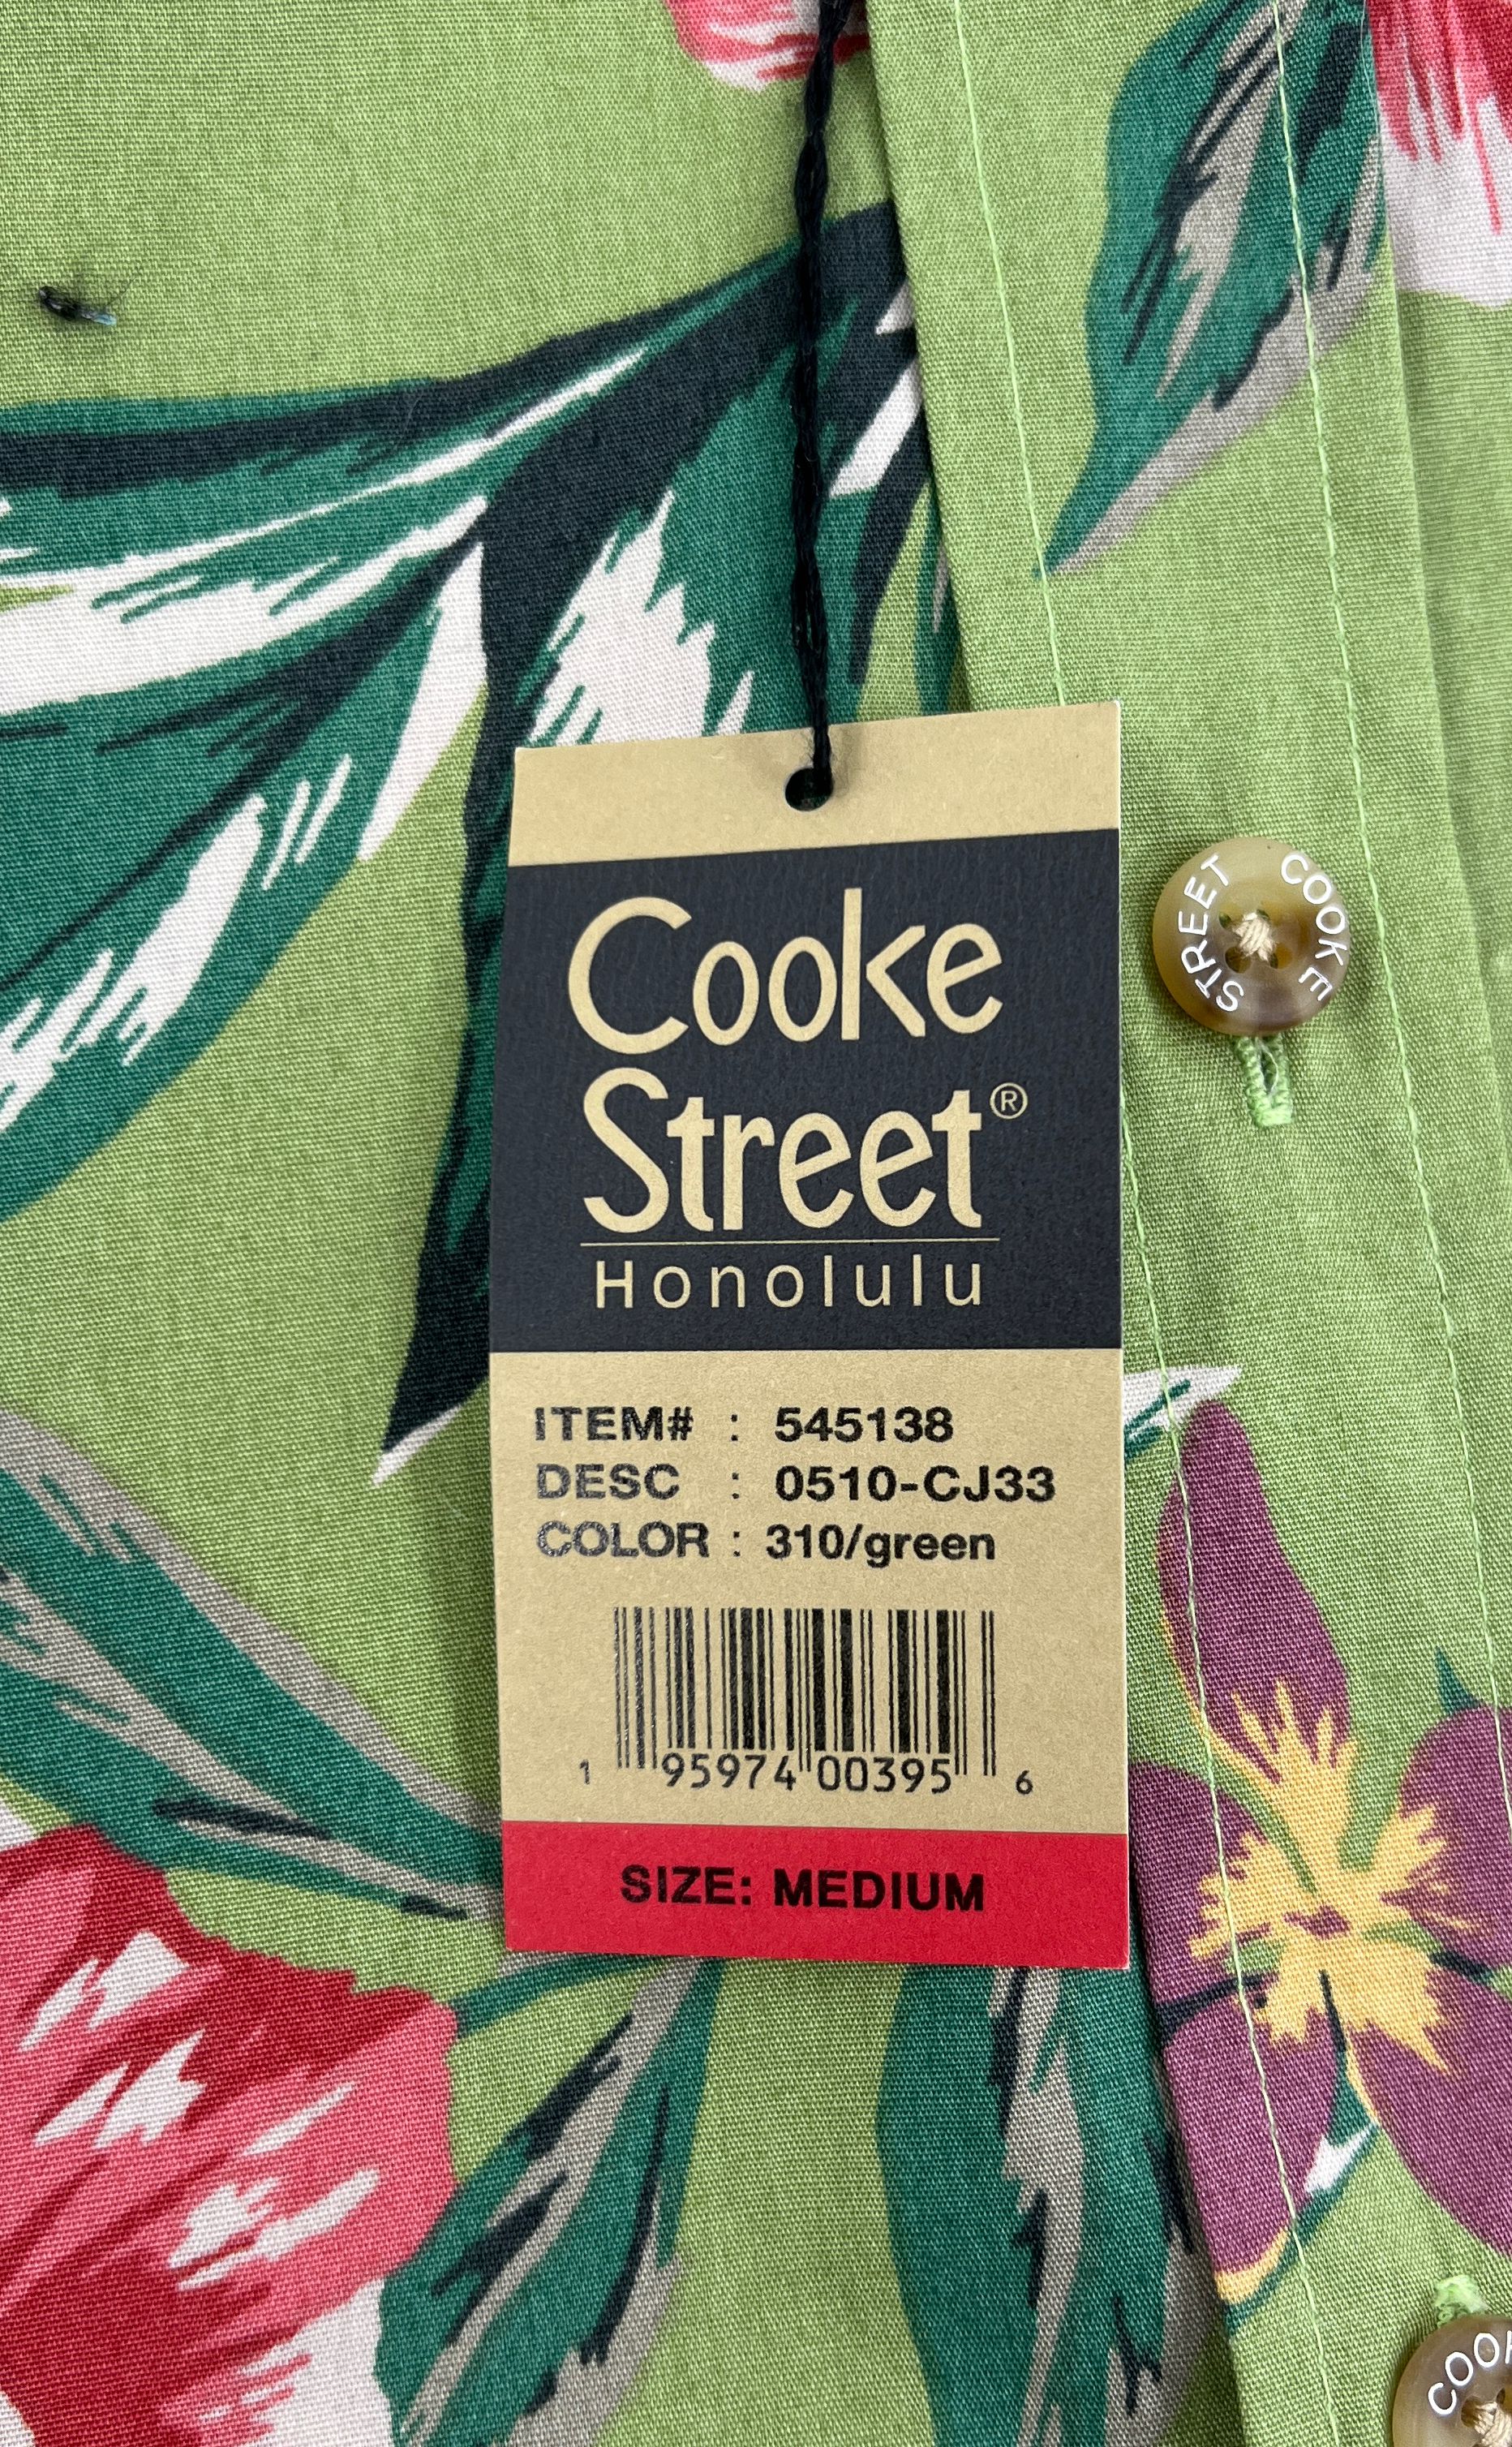 Cooke
Street®
Honolulu
ITEM# : 545138
DESC : 0510-CJ33
COLOR : 310/green
1 95974 00395 6
SIZE: MEDIUM
COOKE
STREET
COOK